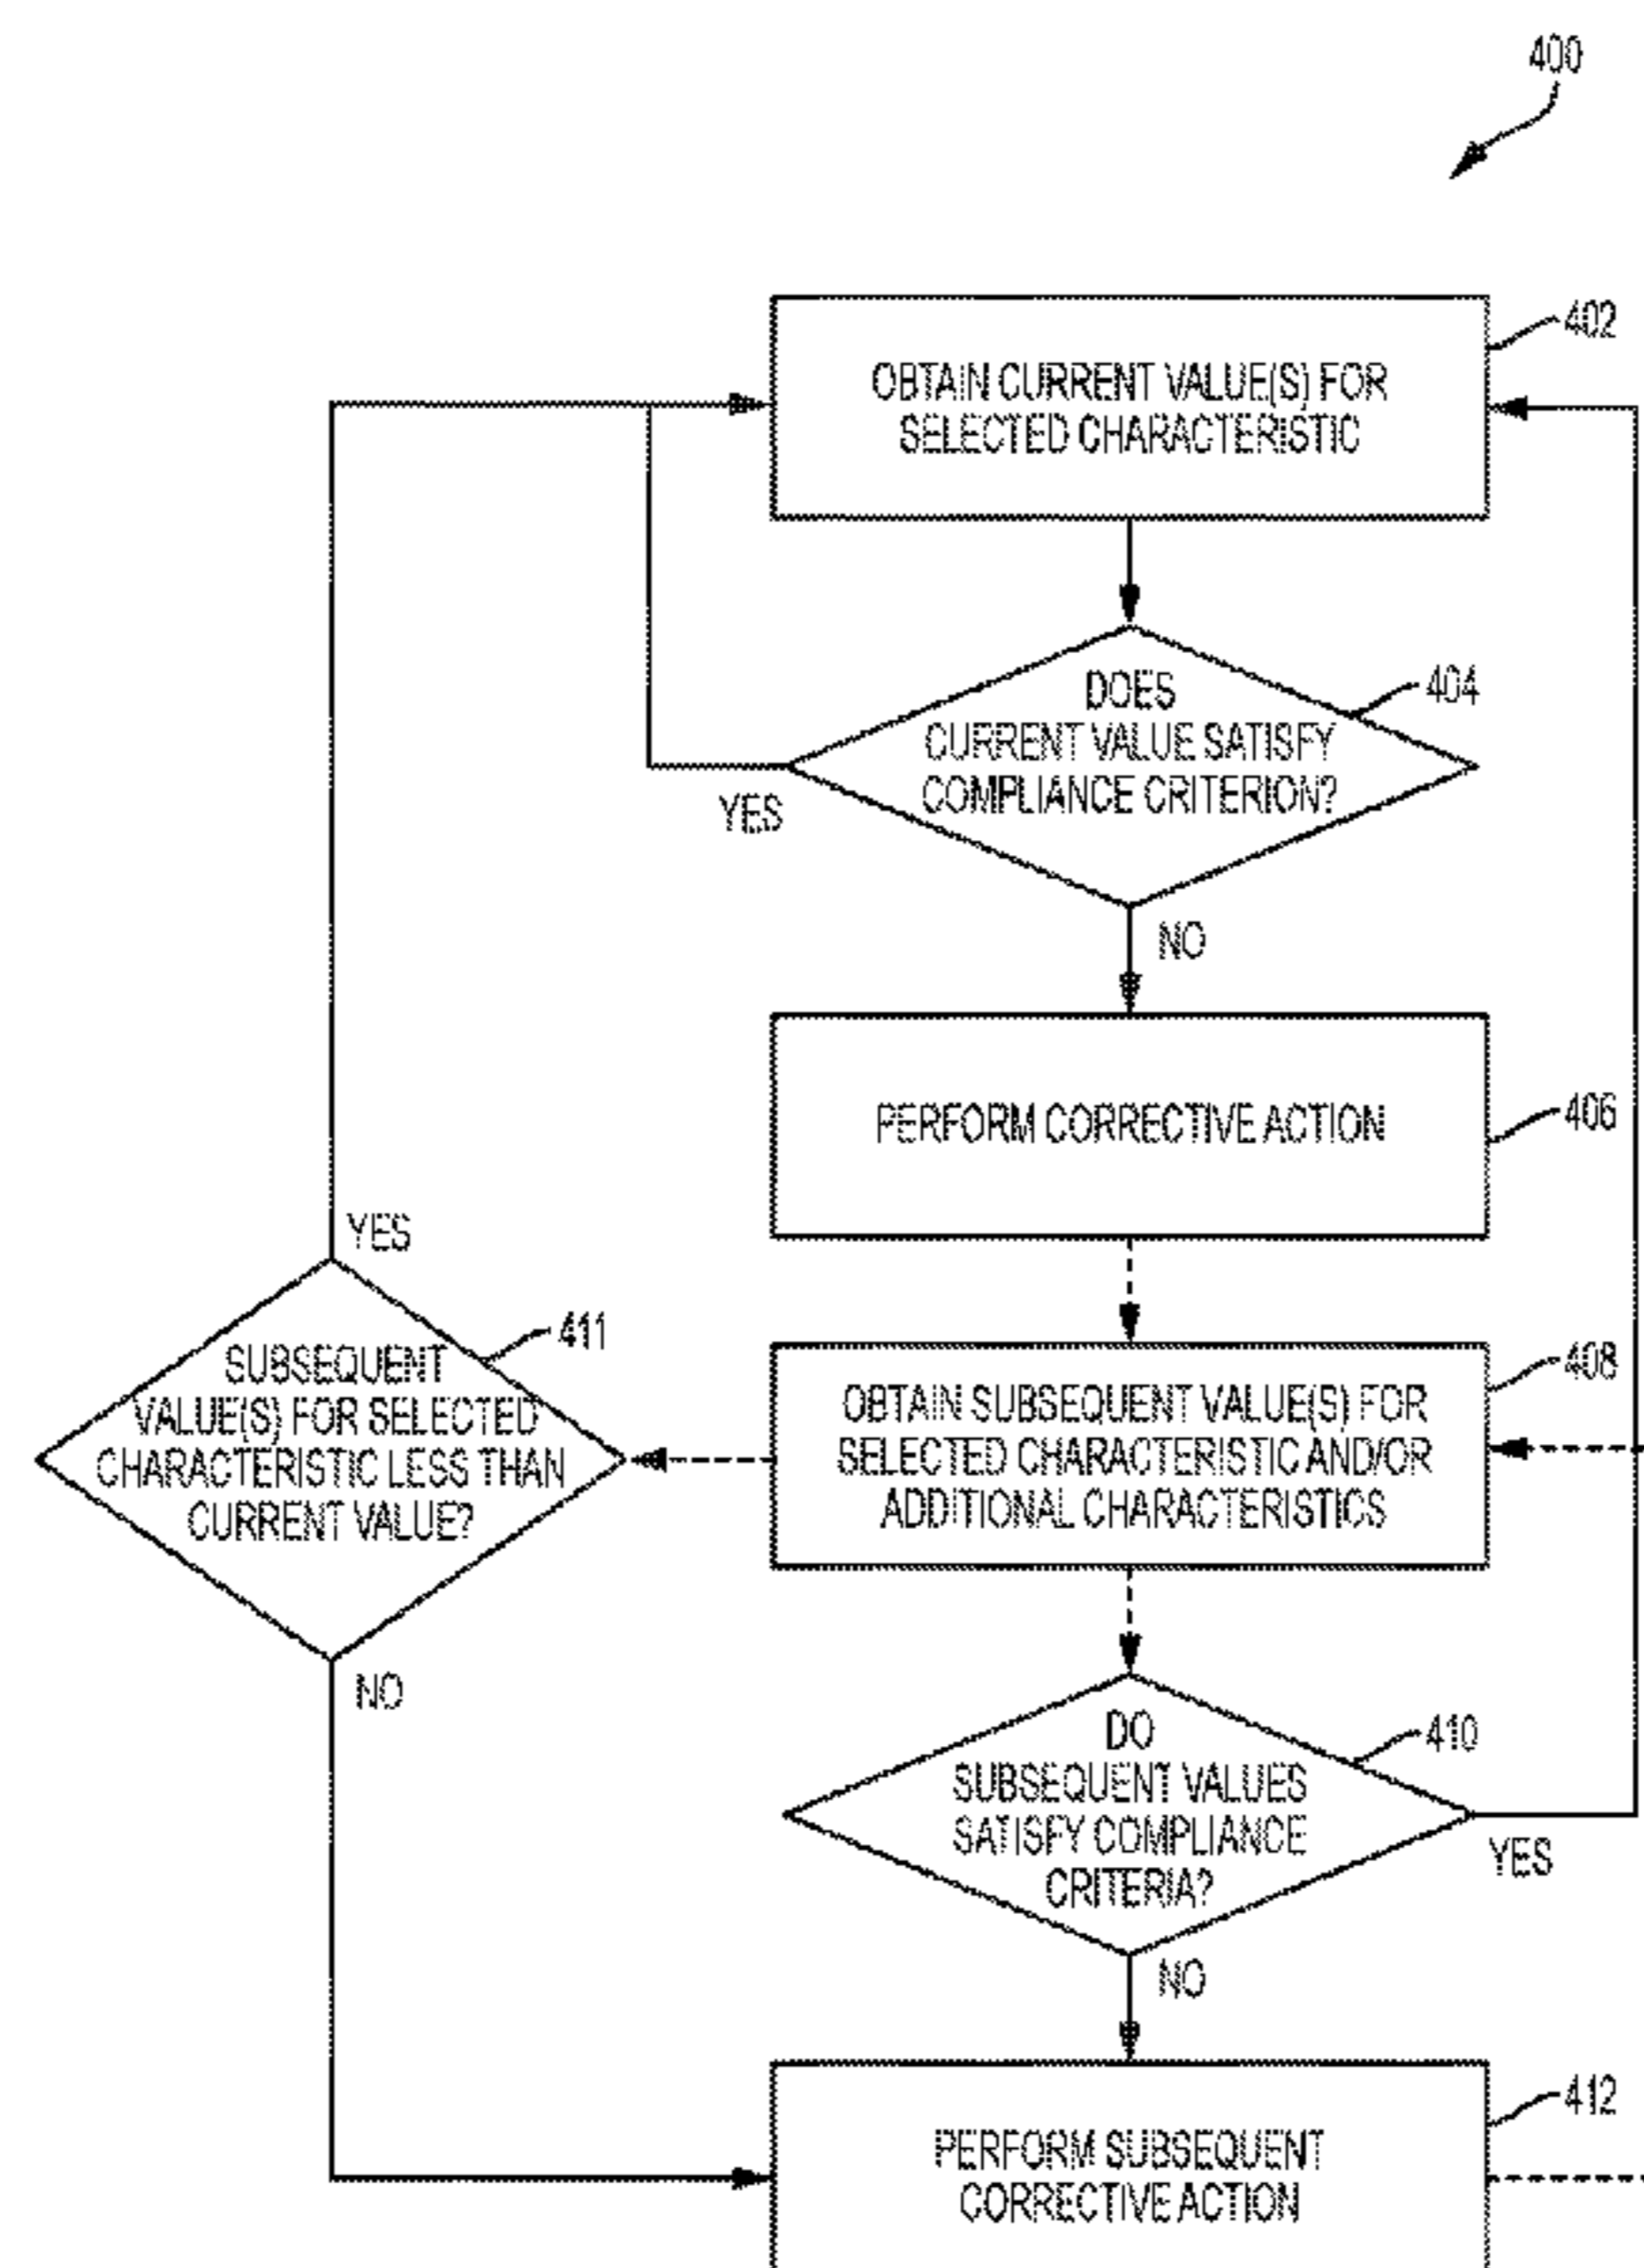 400
402
OBTAIN CURRENT VALUE(S) FOR
SELECTED CHARACTERISTIC
404
DOES
CURRENT VALUE SATISFY
COMPLIANCE CRITERION?
YES
NO
PERFORM CORRECTIVE ACTION
406
YES
411
SUBSEQUENT
VALUE(S) FOR SELECTED
CHARACTERISTIC LESS THAN
CURRENT VALUE?
408
OBTAIN SUBSEQUENT VALUE(S) FOR
SELECTED CHARACTERISTIC AND/OR
ADDITIONAL CHARACTERISTICS
NO
410
DO
SUBSEQUENT VALUES
SATISFY COMPLIANCE
CRITERIA?
YES
NO
412
PERFORM SUBSEQUENT
CORRECTIVE ACTION